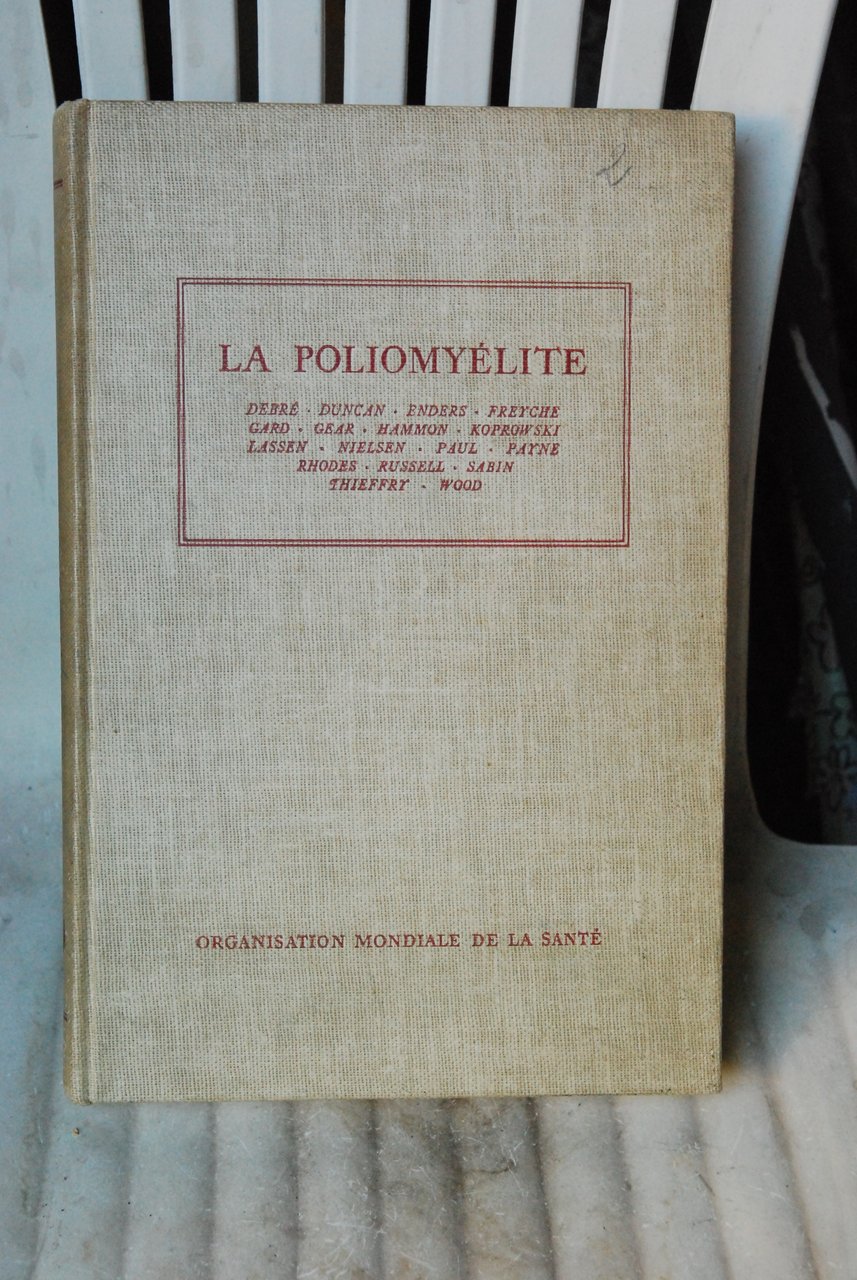 2
LA POLIOMYÉLITE
DEBRÉ · DUNCAN · ENDERS · FREYCHE
GARD · GEAR · HAMMON · KOPROWSKI
LASSEN · NIELSEN · PAUL · PAYNE
RHODES · RUSSELL · SABIN
THIEFFRY · WOOD
ORGANISATION MONDIALE DE LA SANTÉ